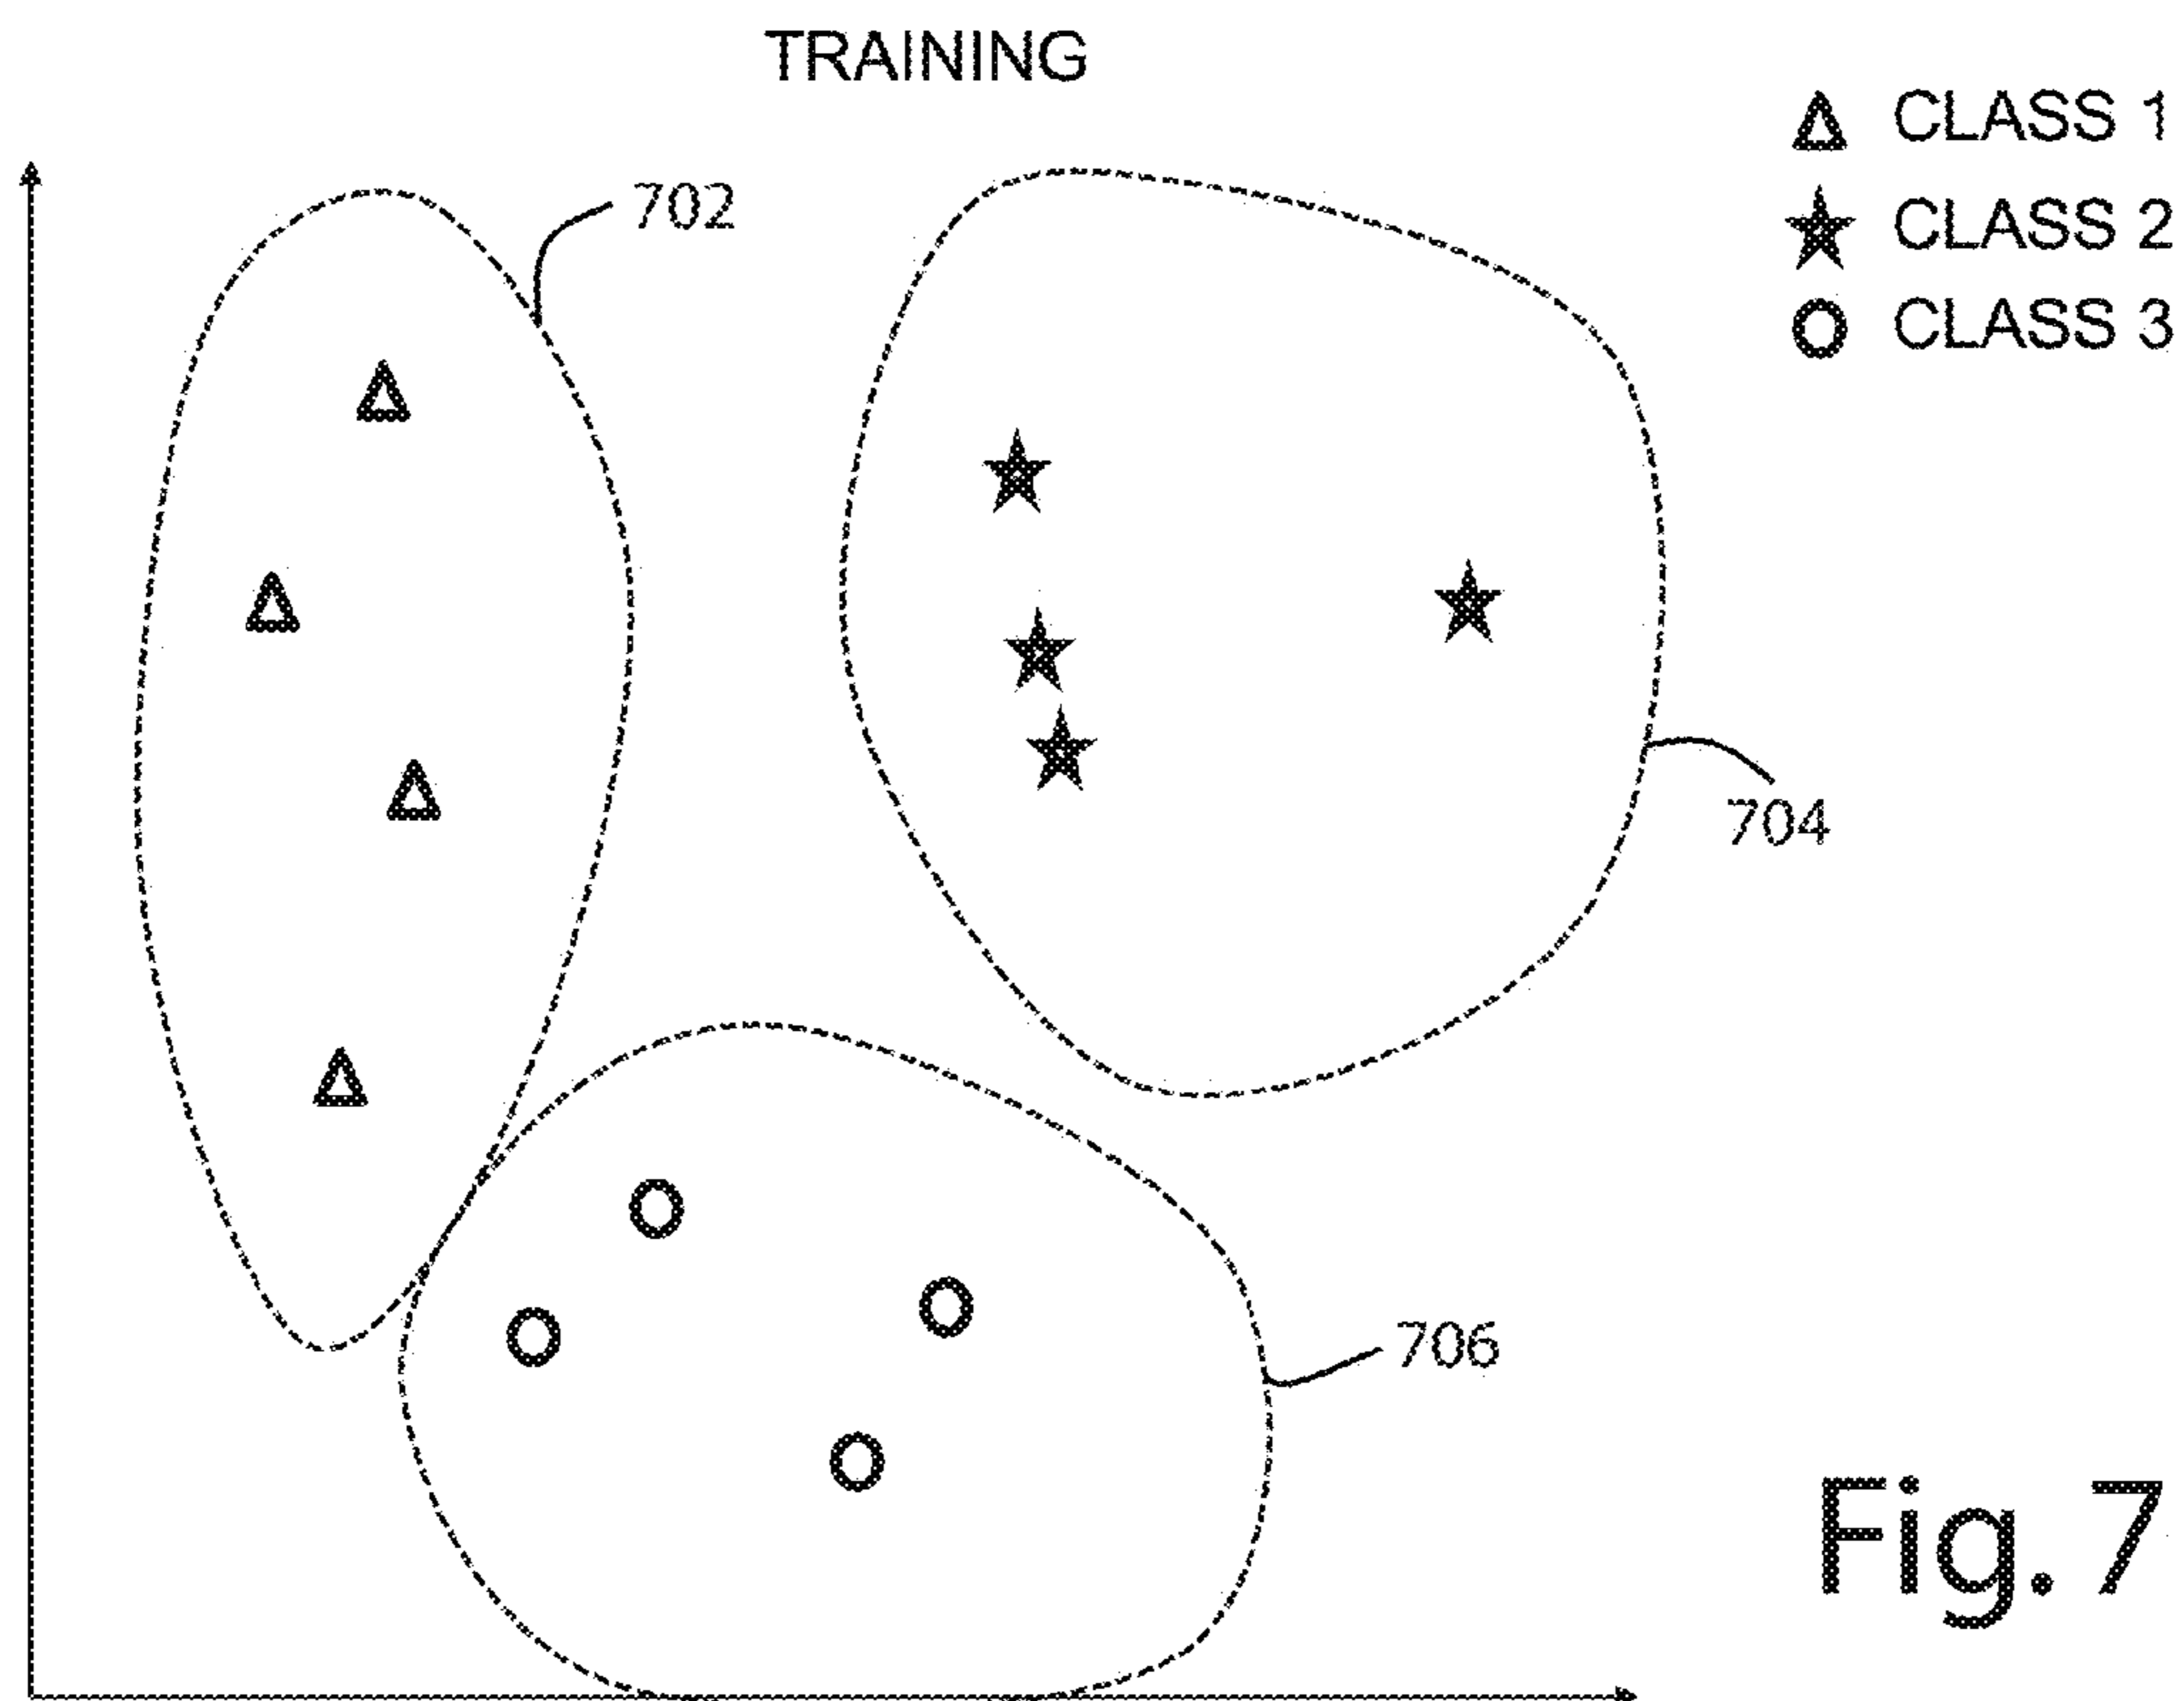 TRAINING
CLASS 1
CLASS 2
CLASS 3
702
704
706
Fig. 7